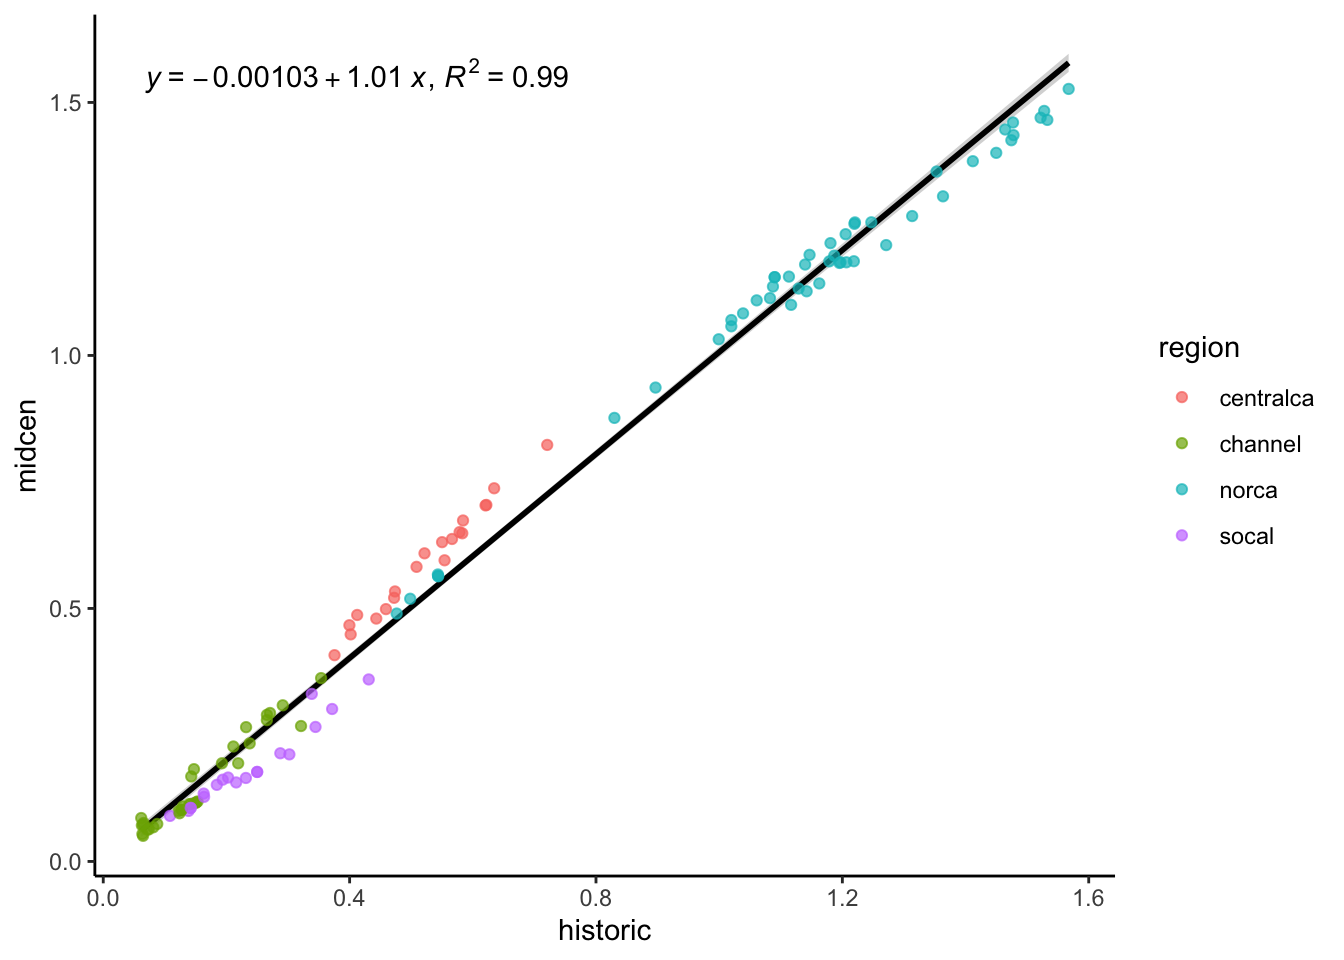 y = −0.00103 + 1.01 x, R² = 0.99
1.5
1.0
0.5
0.0
midcen
0.0 0.4 0.8 1.2 1.6
historic
region
centralca
channel
norca
socal